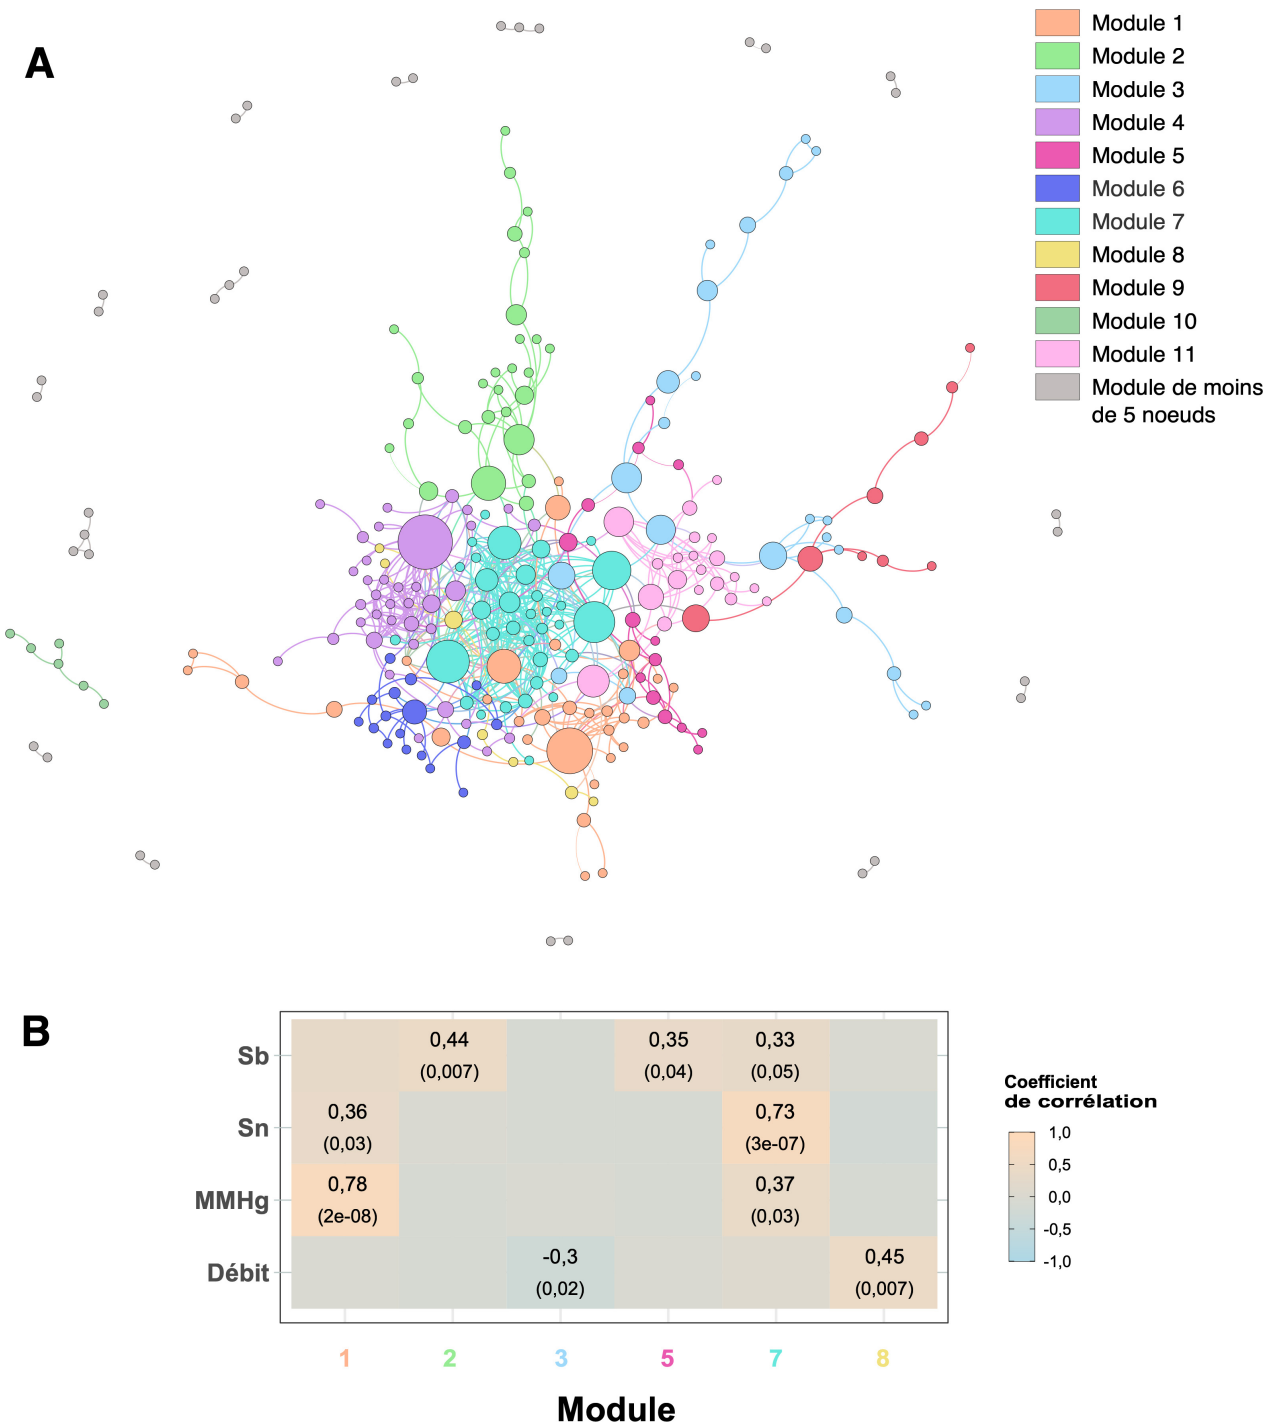 A
Module 1
Module 2
Module 3
Module 4
Module 5
Module 6
Module 7
Module 8
Module 9
Module 10
Module 11
Module de moins
de 5 noeuds
B
Sb
0,44
(0,007)
0,35
(0,04)
0,33
(0,05)
Sn
0,36
(0,03)
0,73
(3e-07)
MMHg
0,78
(2e-08)
0,37
(0,03)
Débit
-0,3
(0,02)
0,45
(0,007)
1 2 3 5 7 8
Module
Coefficient
de corrélation
1,0
0,5
0,0
-0,5
-1,0